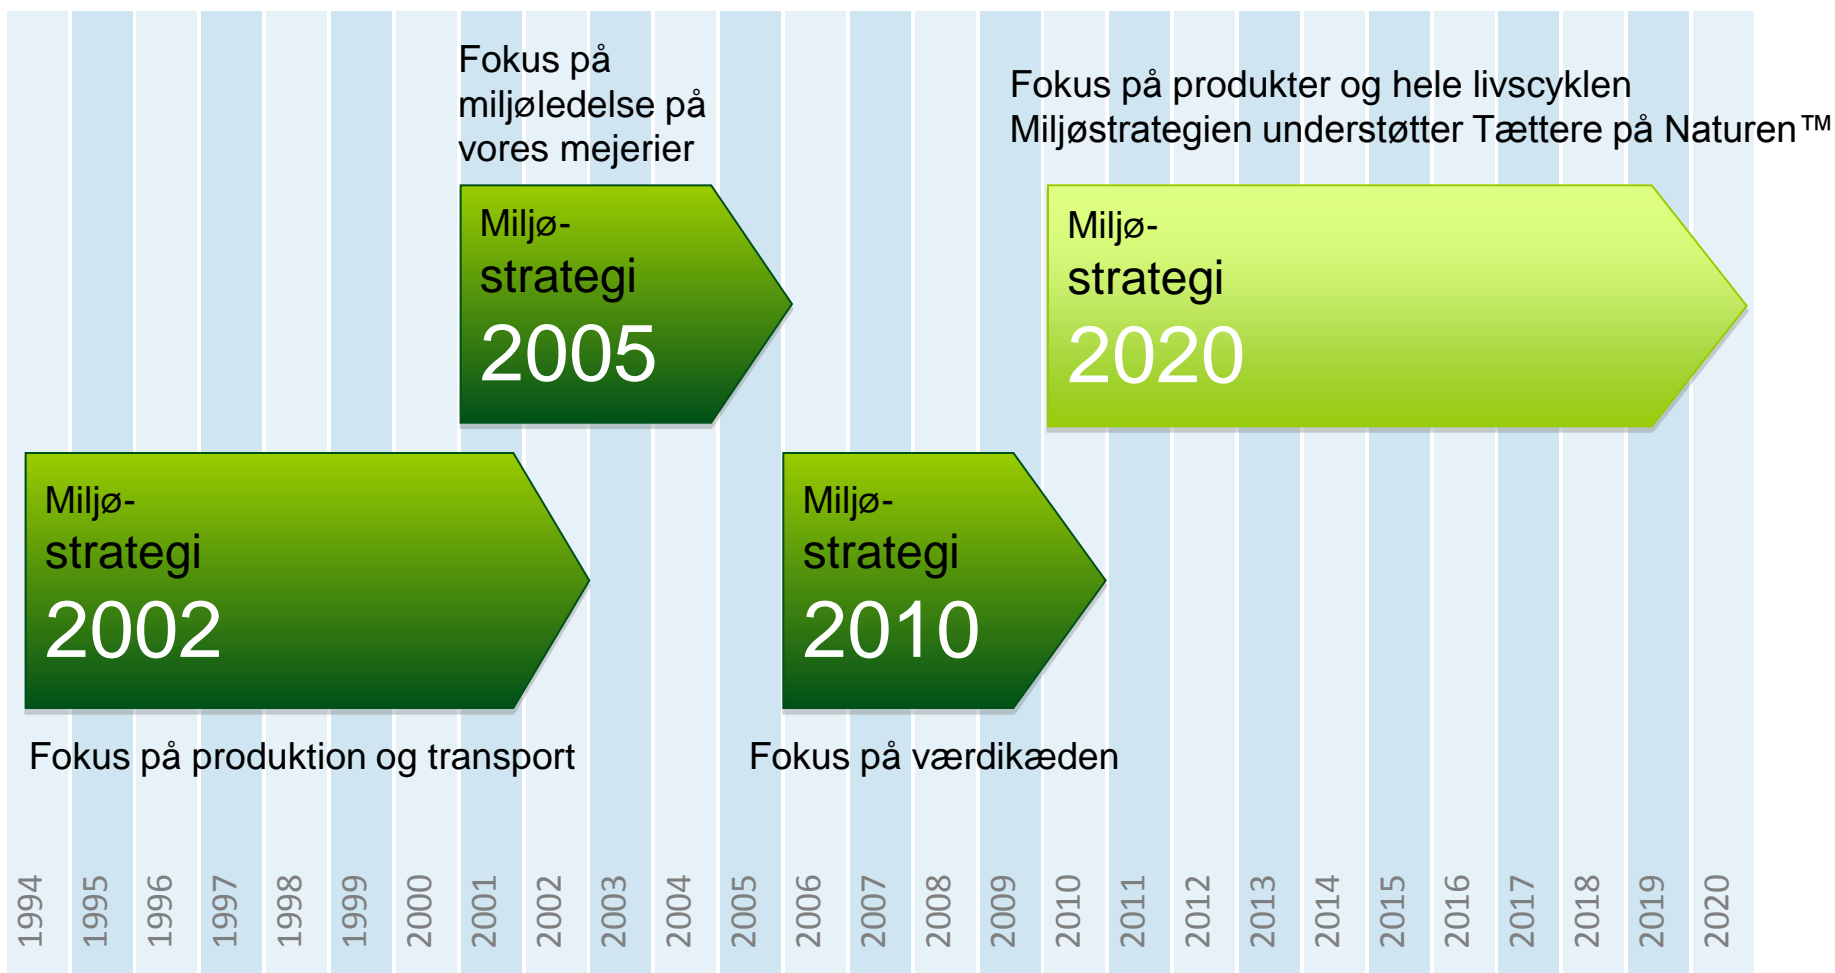 Fokus på
miljøledelse på
vores mejerier
Fokus på produkter og hele livscyklen
Miljøstrategien understøtter Tættere på Naturen™
Miljø-
strategi
2005
Miljø-
strategi
2020
Miljø-
strategi
2002
Miljø-
strategi
2010
Fokus på produktion og transport
Fokus på værdikæden
1994
1995
1996
1997
1998
1999
2000
2001
2002
2003
2004
2005
2006
2007
2008
2009
2010
2011
2012
2013
2014
2015
2016
2017
2018
2019
2020